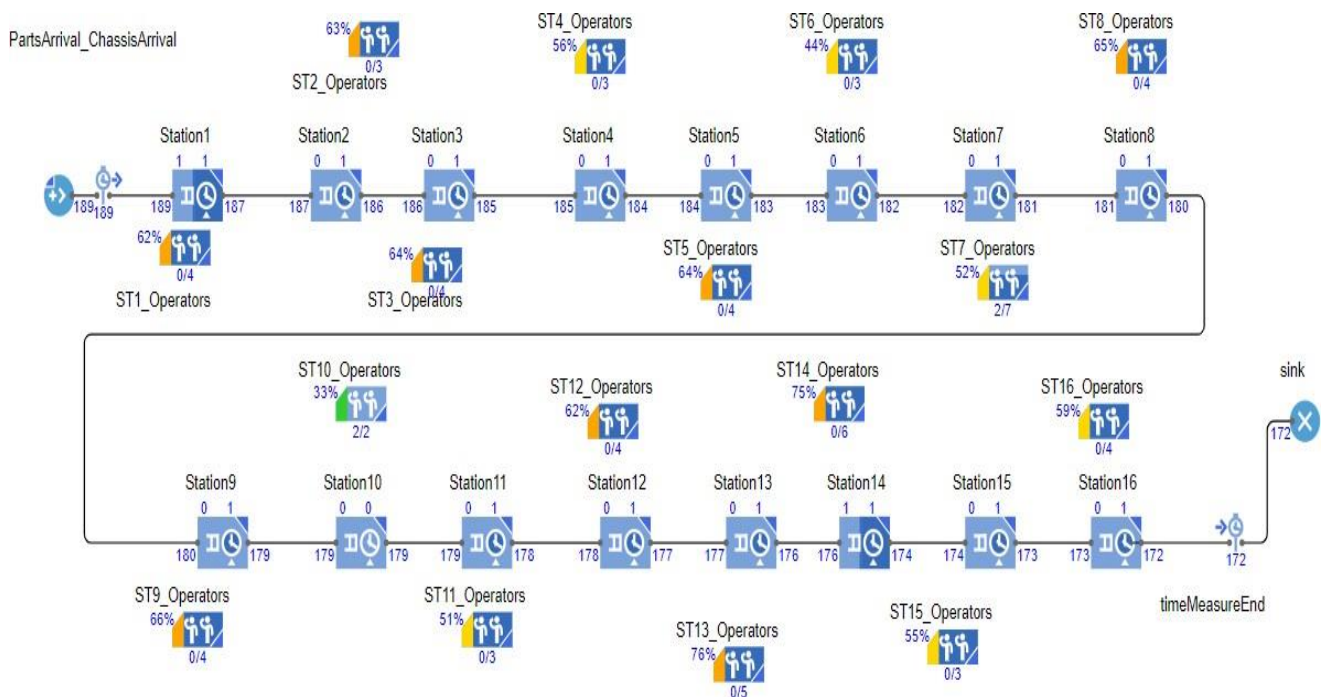 PartsArrival_ChassisArrival
63%
0/3
ST2_Operators
ST4_Operators
56%
0/3
ST6_Operators
44%
0/3
ST8_Operators
65%
0/4
Station1
1 1
Station2
0 1
Station3
0 1
Station4
0 1
Station5
0 1
Station6
0 1
Station7
0 1
Station8
0 1
189 189 189 187 187 186 186 185 185 184 184 183 183 182 182 181 181 180
62%
0/4
ST1_Operators
64%
0/4
ST3_Operators
ST5_Operators
64%
0/4
ST7_Operators
52%
2/7
ST10_Operators
33%
2/2
ST12_Operators
62%
0/4
ST14_Operators
75%
0/6
ST16_Operators
59%
0/4
sink
172
Station9
0 1
Station10
0 0
Station11
0 1
Station12
0 1
Station13
0 1
Station14
1 1
Station15
0 1
Station16
0 1
180 179 179 179 179 178 178 177 177 176 176 174 174 173 173 172 172
timeMeasureEnd
ST9_Operators
66%
0/4
ST11_Operators
51%
0/3
ST13_Operators
76%
0/5
ST15_Operators
55%
0/3